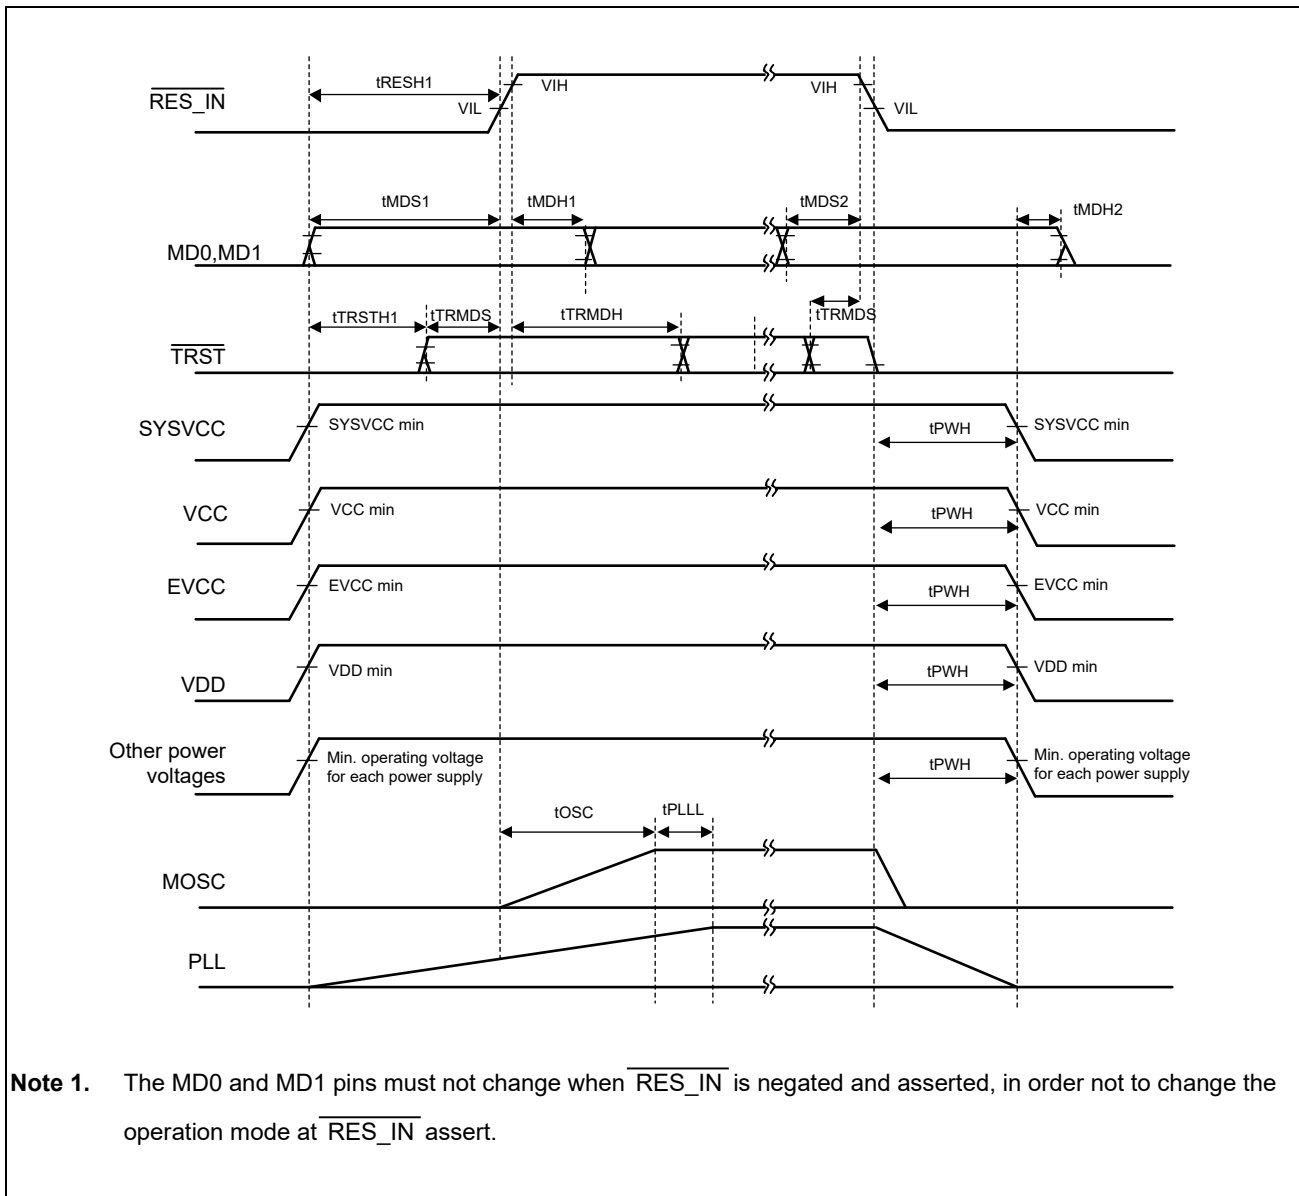 tRESH1
RES_IN
VIL
VIH
VIH
VIL
tMDS1
tMDH1
tMDS2
tMDH2
MD0,MD1
tTRSTH1
tTRMDS
tTRMDH
tTRMDS
TRST
SYSVCC
SYSVCC min
tPWH
SYSVCC min
VCC
VCC min
tPWH
VCC min
EVCC
EVCC min
tPWH
EVCC min
VDD
VDD min
tPWH
VDD min
Other power
voltages
Min. operating voltage
for each power supply
tPWH
Min. operating voltage
for each power supply
tOSC
tPLLL
MOSC
PLL
Note 1. The MD0 and MD1 pins must not change when RES_IN is negated and asserted, in order not to change the
operation mode at RES_IN assert.